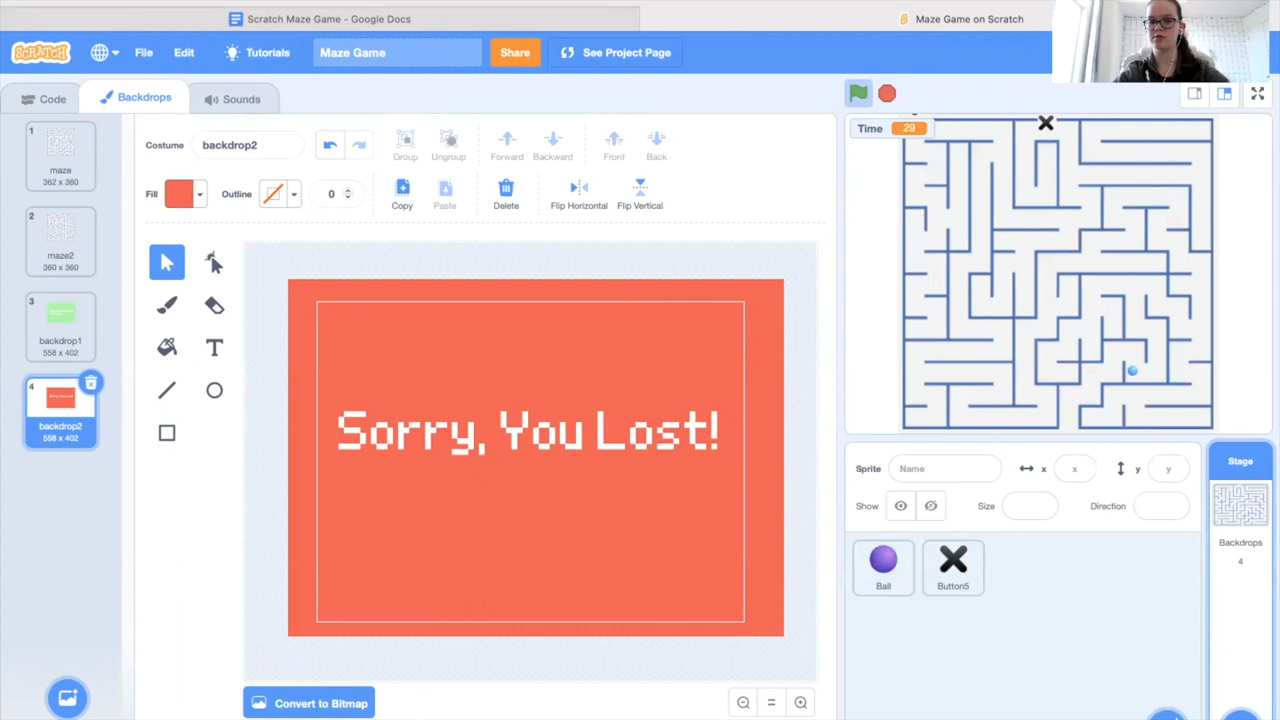 Scratch Maze Game - Google Docs
Maze Game on Scratch
SCRATCH
File
Edit
Tutorials
Maze Game
Share
See Project Page
Code
Backdrops
Sounds
1
maze
362 x 360
2
maze2
360 x 360
3
backdrop1
558 x 402
4
backdrop2
558 x 402
Costume
backdrop2
Group
Ungroup
Forward
Backward
Front
Back
Fill
Outline
0
Copy
Paste
Delete
Flip Horizontal
Flip Vertical
Sorry, You Lost!
Convert to Bitmap
Time 29
Sprite
Name
x
x
y
y
Show
Size
Direction
Ball
Button5
Stage
Backdrops
4